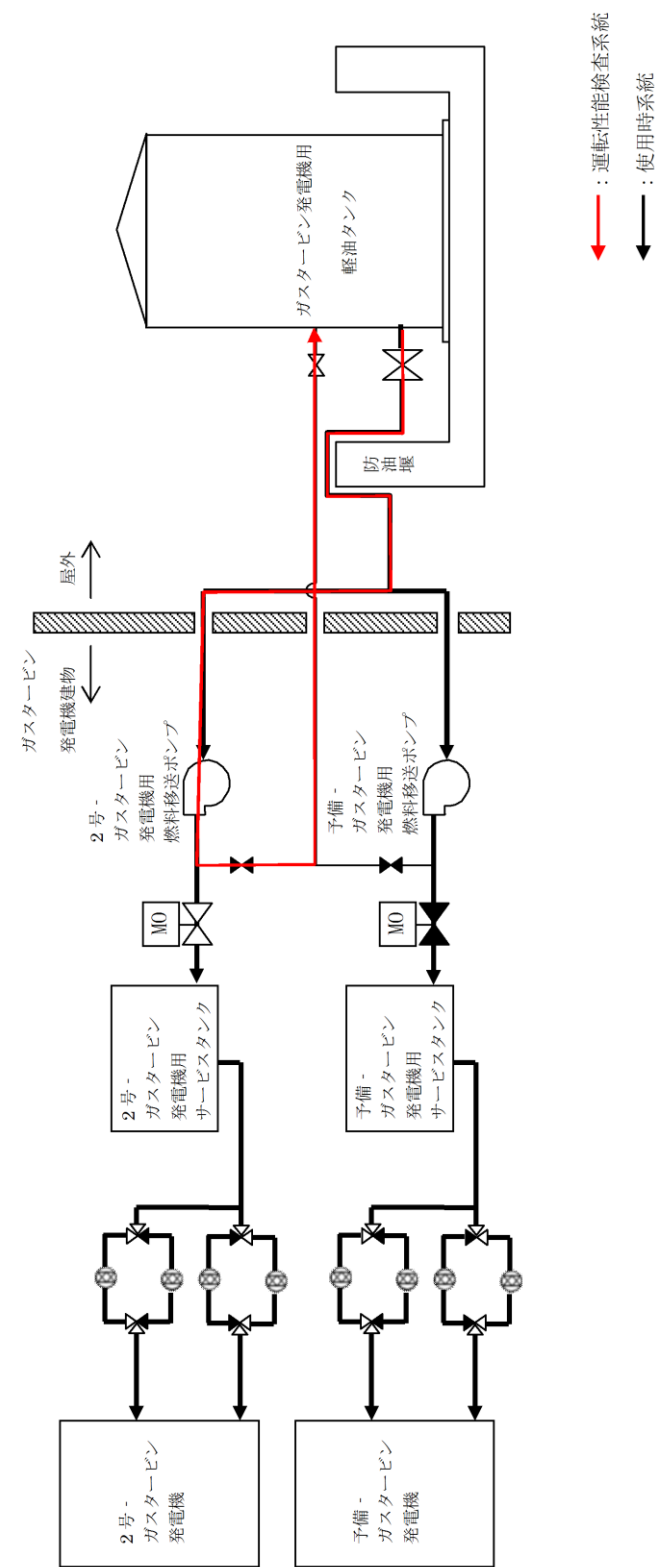 ガスタービン
発電機建物
屋外
2号-
ガスタービン
発電機
予備-
ガスタービン
発電機
2号-
ガスタービン
発電機用
サービスタンク
予備-
ガスタービン
発電機用
サービスタンク
MO
MO
2号-
ガスタービン
発電機用
燃料移送ポンプ
予備-
ガスタービン
発電機用
燃料移送ポンプ
防油堰
ガスタービン発電機用
軽油タンク
:運転性能検査系統
:使用時系統